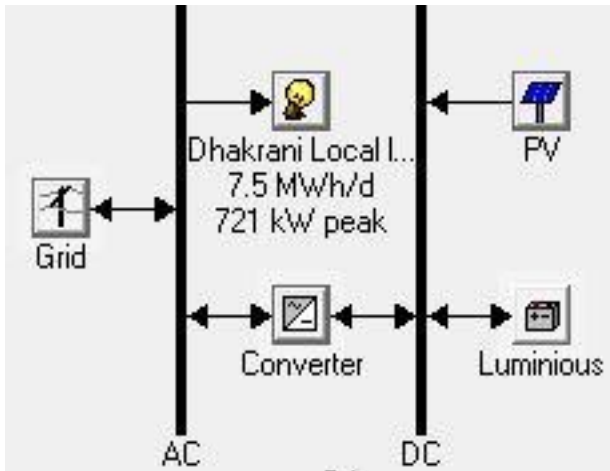 Dhakrani Local l...
7.5 MWh/d
721 kW peak
PV
Grid
Converter
Luminious
AC
DC